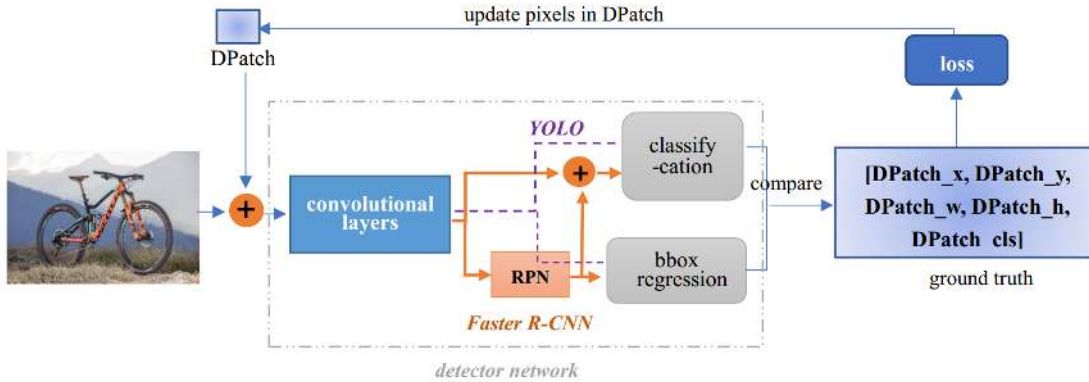 update pixels in DPatch
DPatch
loss
YOLO
classify
-cation
convolutional
layers
compare
[DPatch_x, DPatch_y,
DPatch_w, DPatch_h,
DPatch_cls]
RPN
bbox
regression
ground truth
Faster R-CNN
detector network